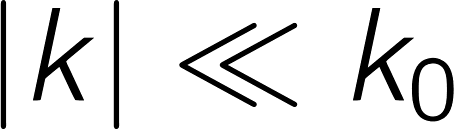 |k| ≪ k₀